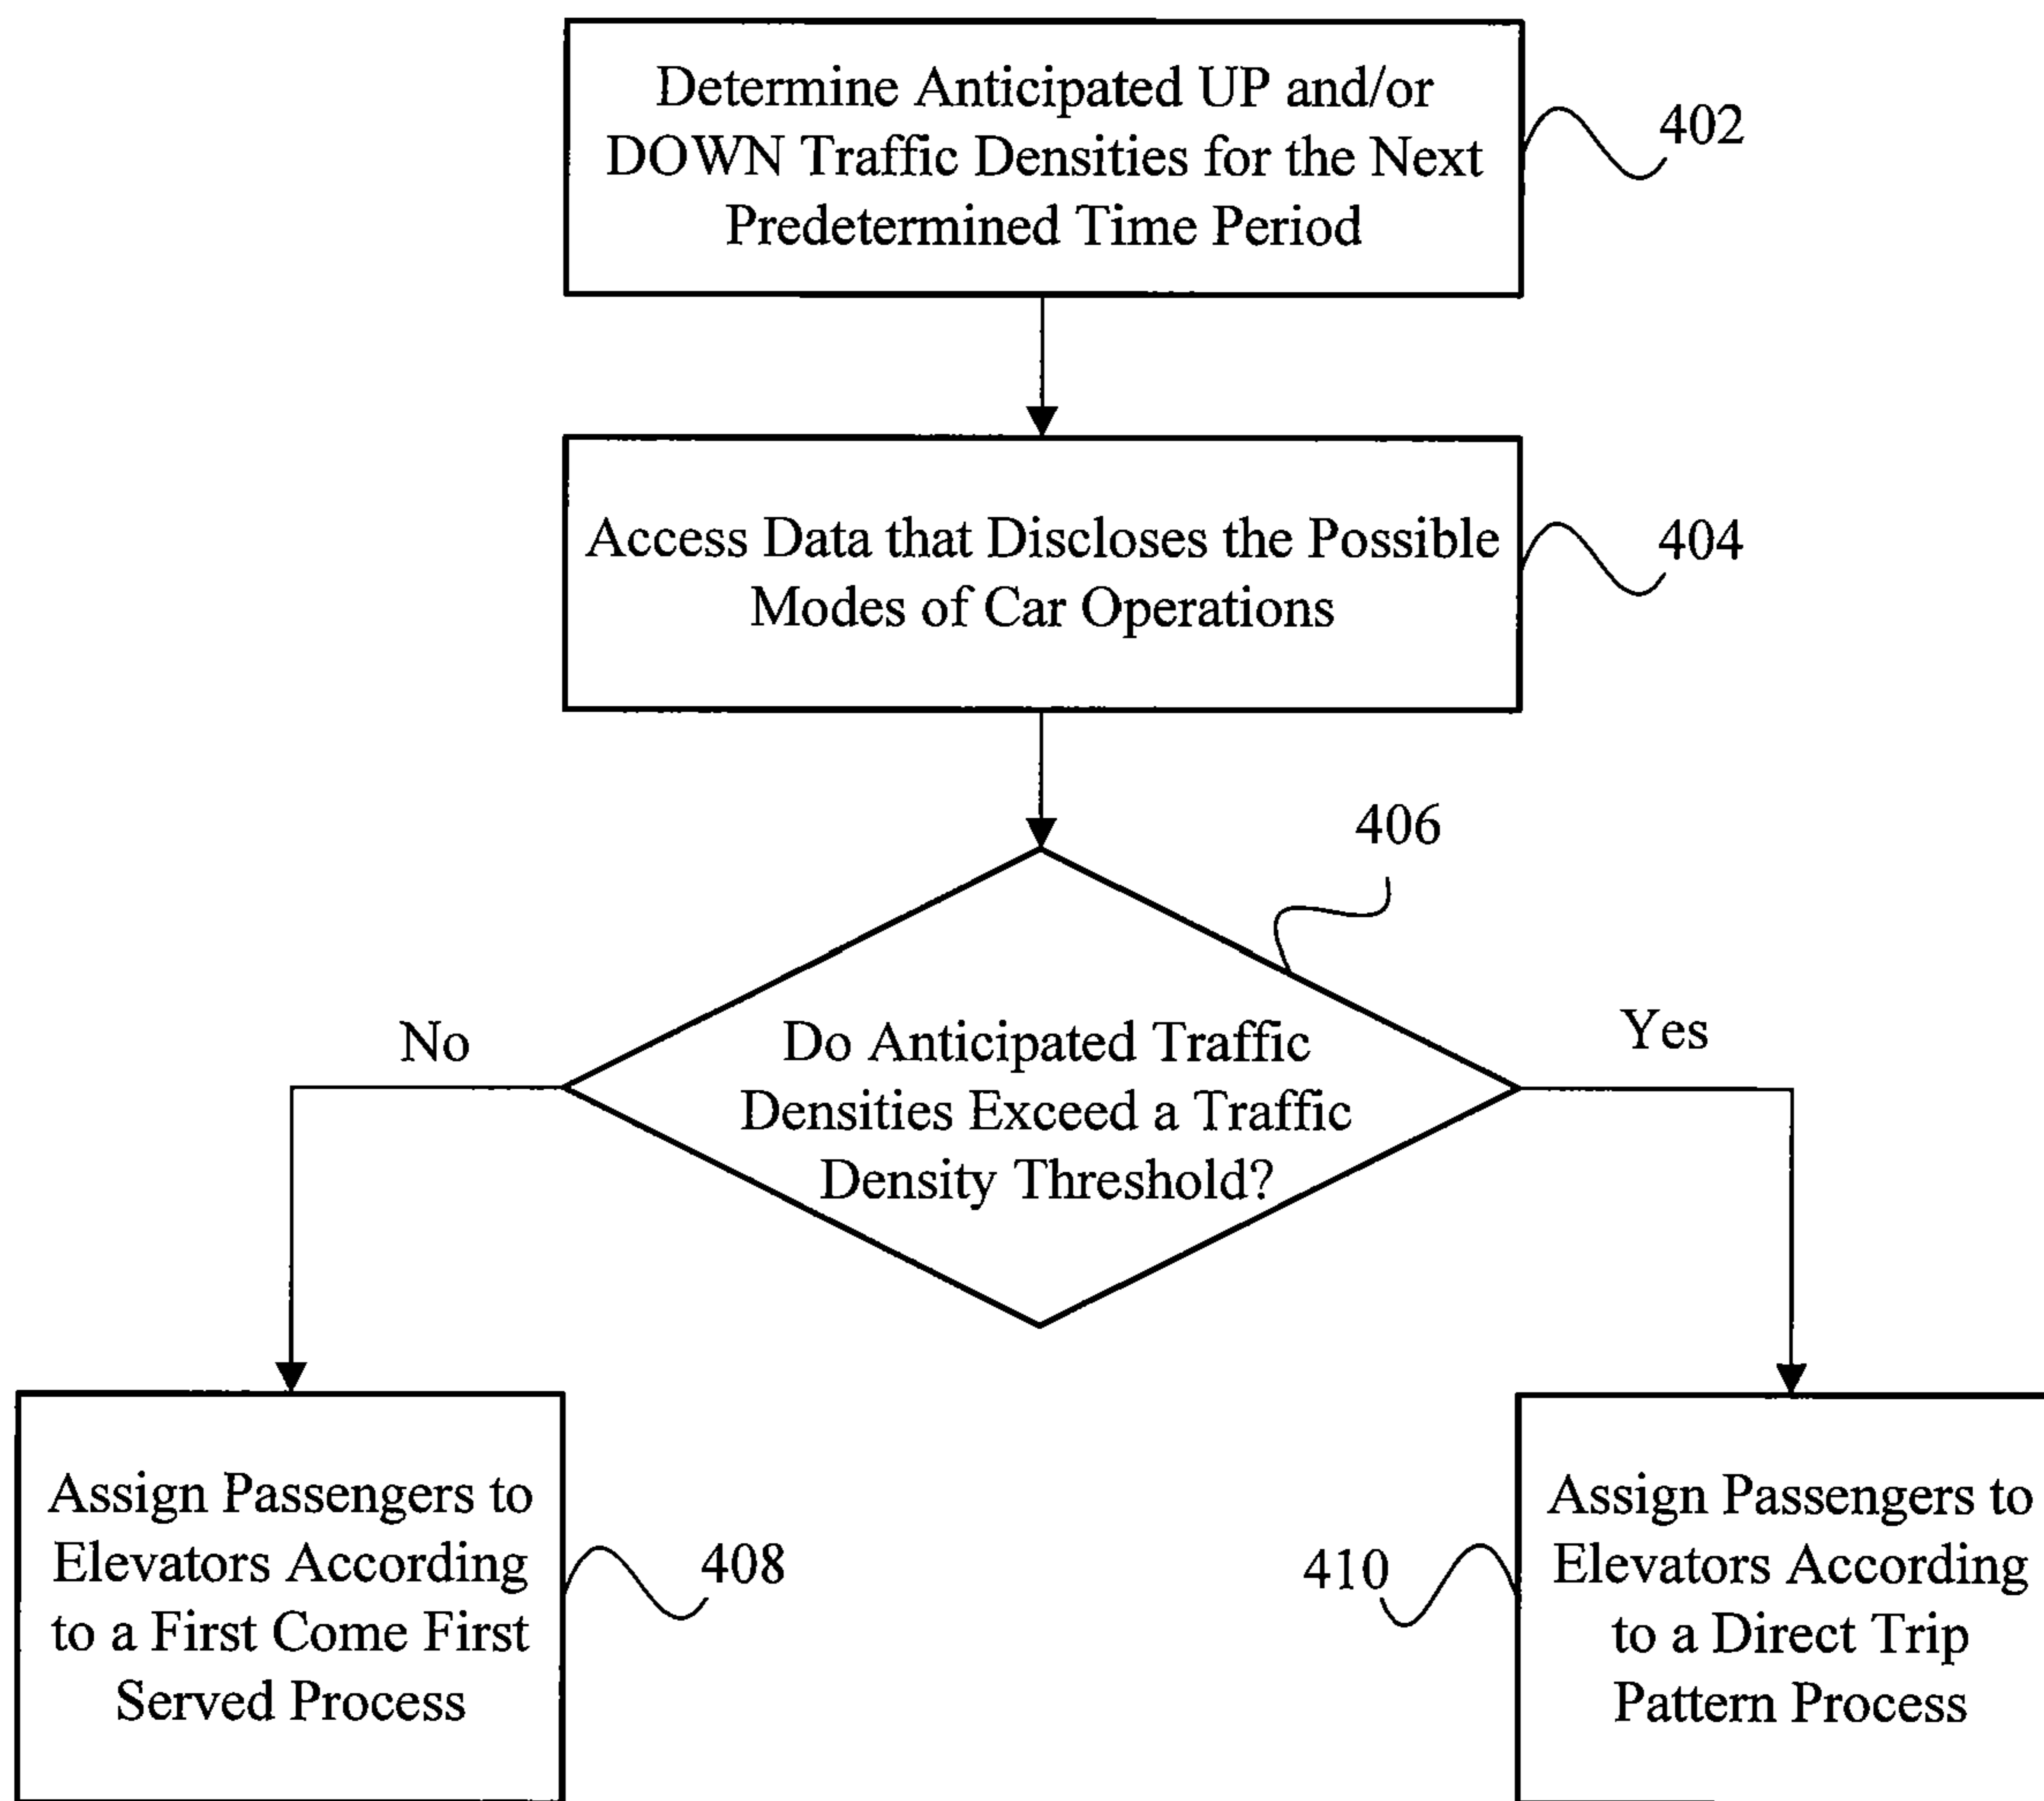 Determine Anticipated UP and/or
DOWN Traffic Densities for the Next
Predetermined Time Period
402
Access Data that Discloses the Possible
Modes of Car Operations
404
406
No
Yes
Do Anticipated Traffic
Densities Exceed a Traffic
Density Threshold?
Assign Passengers to
Elevators According
to a First Come First
Served Process
408
410
Assign Passengers to
Elevators According
to a Direct Trip
Pattern Process